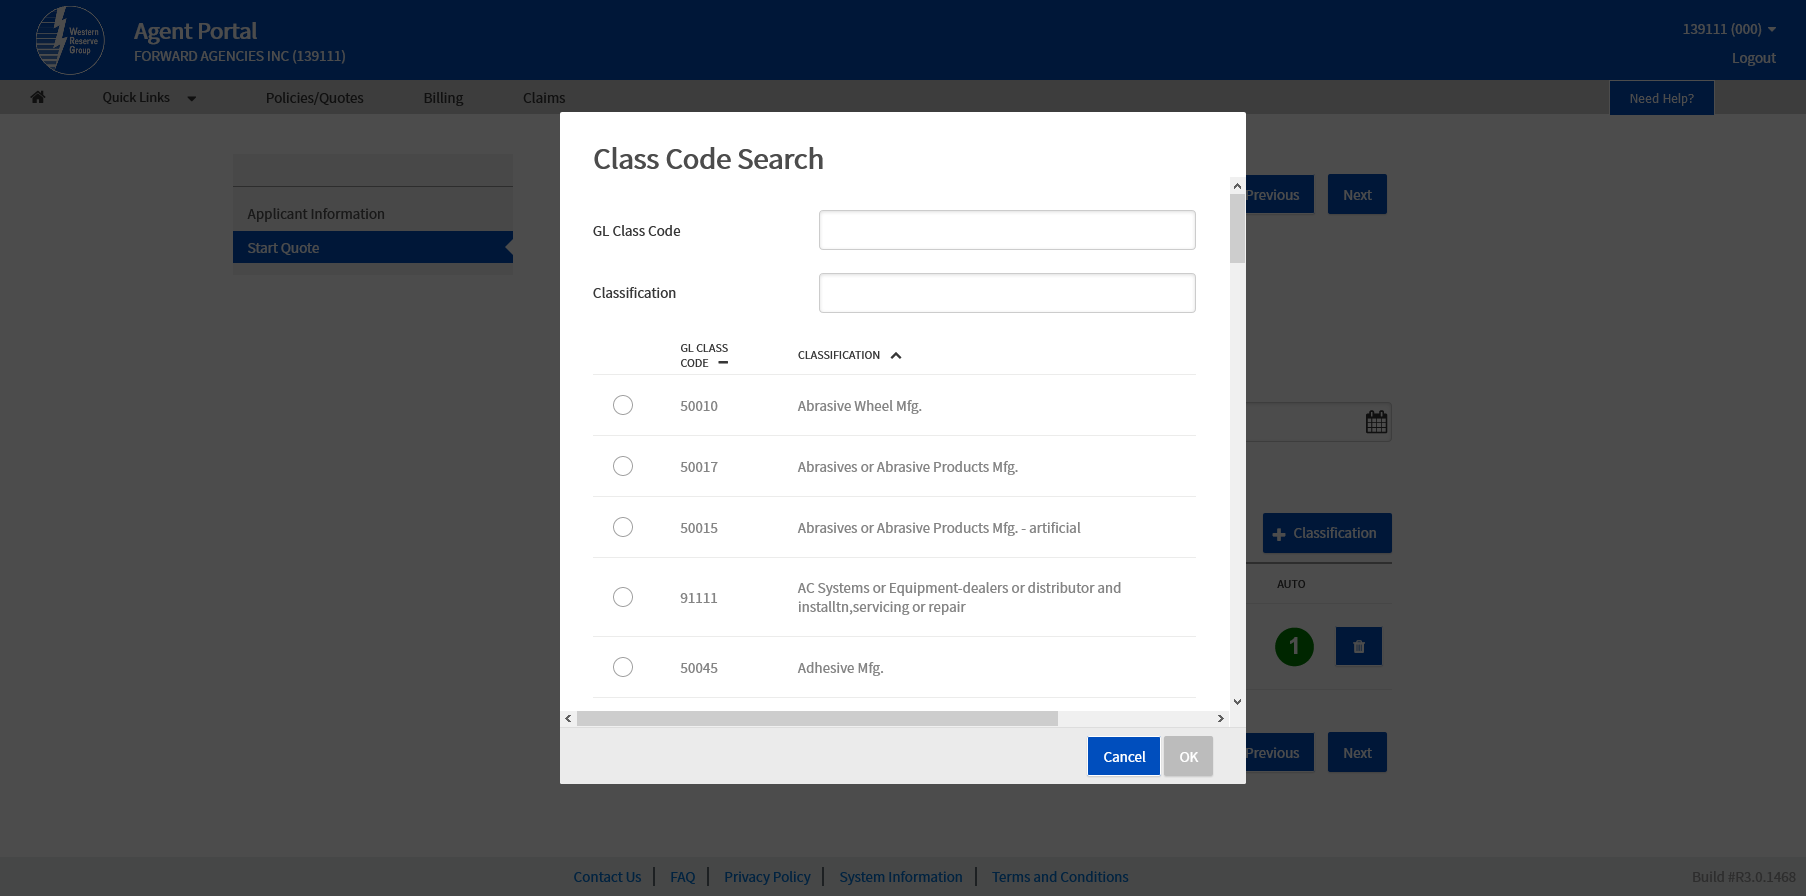 Western
Reserve
Group
Agent Portal
FORWARD AGENCIES INC (139111)
139111 (000)
Logout
Quick Links
Policies/Quotes
Billing
Claims
Need Help?
Applicant Information
Start Quote
Previous
Next
Class Code Search
GL Class Code
Classification
GL CLASS
CODE
CLASSIFICATION
50010 Abrasive Wheel Mfg.
50017 Abrasives or Abrasive Products Mfg.
50015 Abrasives or Abrasive Products Mfg. - artificial
91111 AC Systems or Equipment-dealers or distributor and
installtn,servicing or repair
50045 Adhesive Mfg.
Classification
AUTO
1
Cancel
OK
Previous
Next
Contact Us
FAQ
Privacy Policy
System Information
Terms and Conditions
Build #R3.0.1468